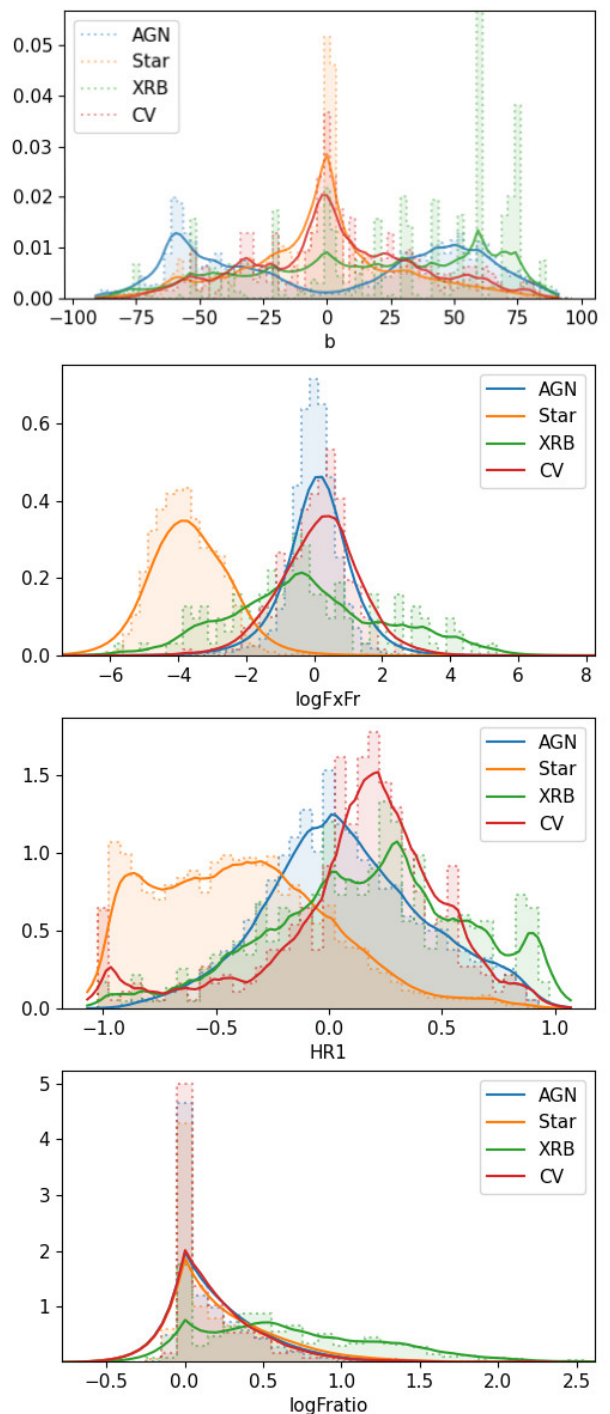 0.05
0.04
0.03
0.02
0.01
0.00
AGN
Star
XRB
CV
−100 −75 −50 −25 0 25 50 75 100
b
0.6
0.4
0.2
0.0
AGN
Star
XRB
CV
−6 −4 −2 0 2 4 6 8
logFxFr
1.5
1.0
0.5
0.0
AGN
Star
XRB
CV
−1.0 −0.5 0.0 0.5 1.0
HR1
5
4
3
2
1
AGN
Star
XRB
CV
−0.5 0.0 0.5 1.0 1.5 2.0 2.5
logFratio